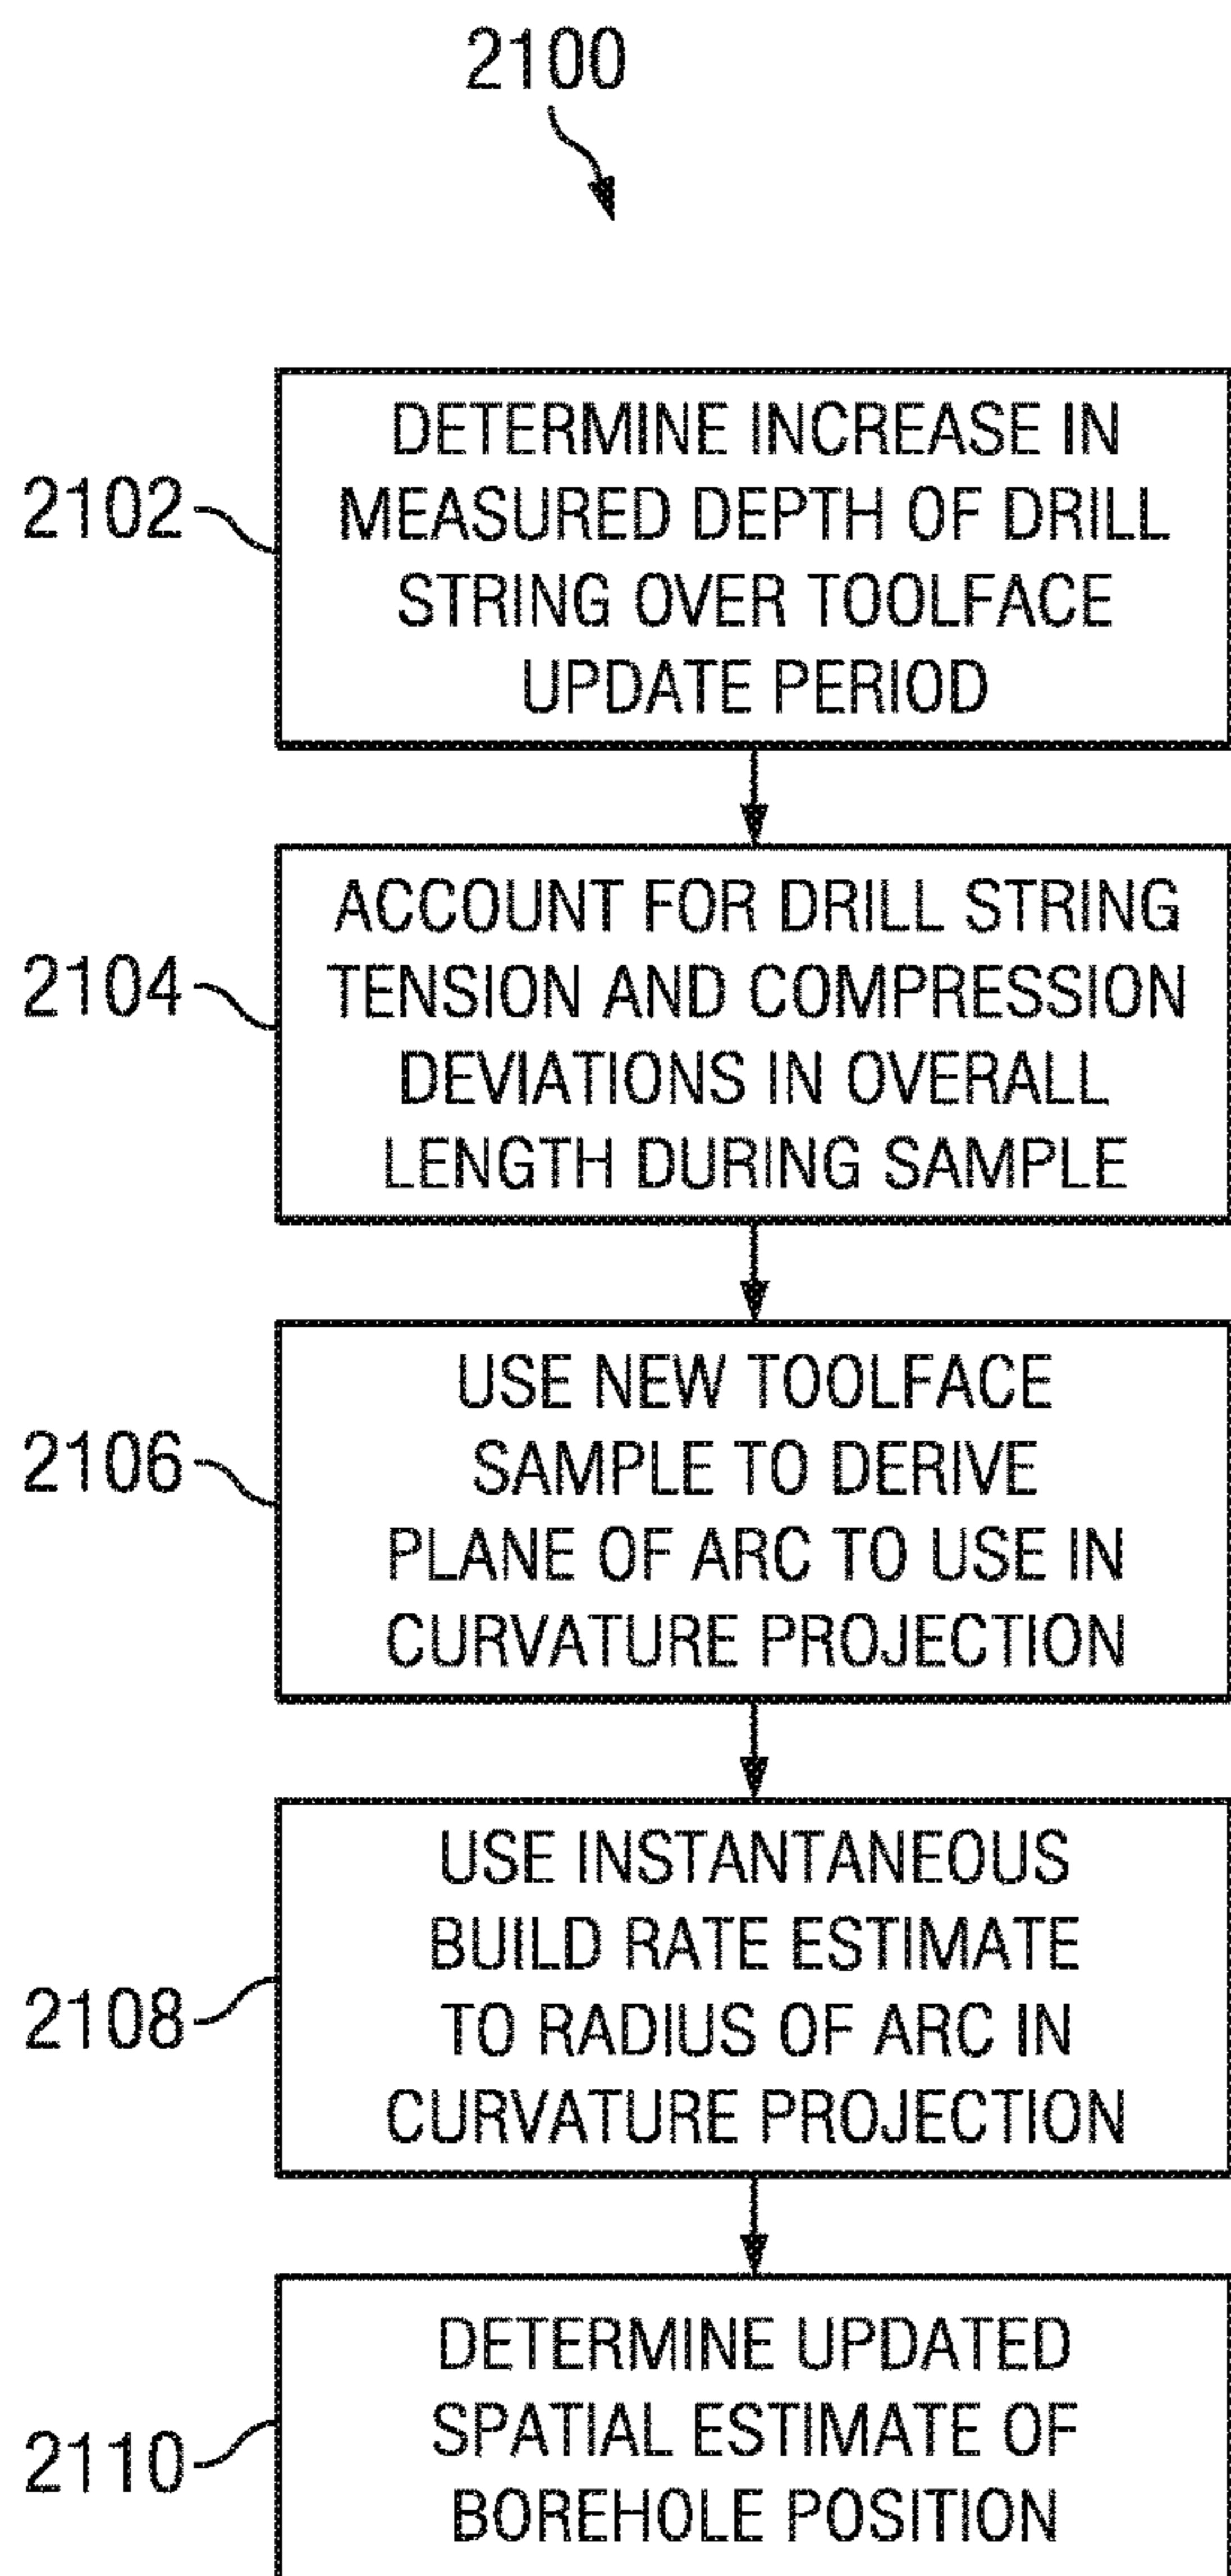 2100
2102
DETERMINE INCREASE IN
MEASURED DEPTH OF DRILL
STRING OVER TOOLFACE
UPDATE PERIOD
2104
ACCOUNT FOR DRILL STRING
TENSION AND COMPRESSION
DEVIATIONS IN OVERALL
LENGTH DURING SAMPLE
2106
USE NEW TOOLFACE
SAMPLE TO DERIVE
PLANE OF ARC TO USE IN
CURVATURE PROJECTION
2108
USE INSTANTANEOUS
BUILD RATE ESTIMATE
TO RADIUS OF ARC IN
CURVATURE PROJECTION
2110
DETERMINE UPDATED
SPATIAL ESTIMATE OF
BOREHOLE POSITION